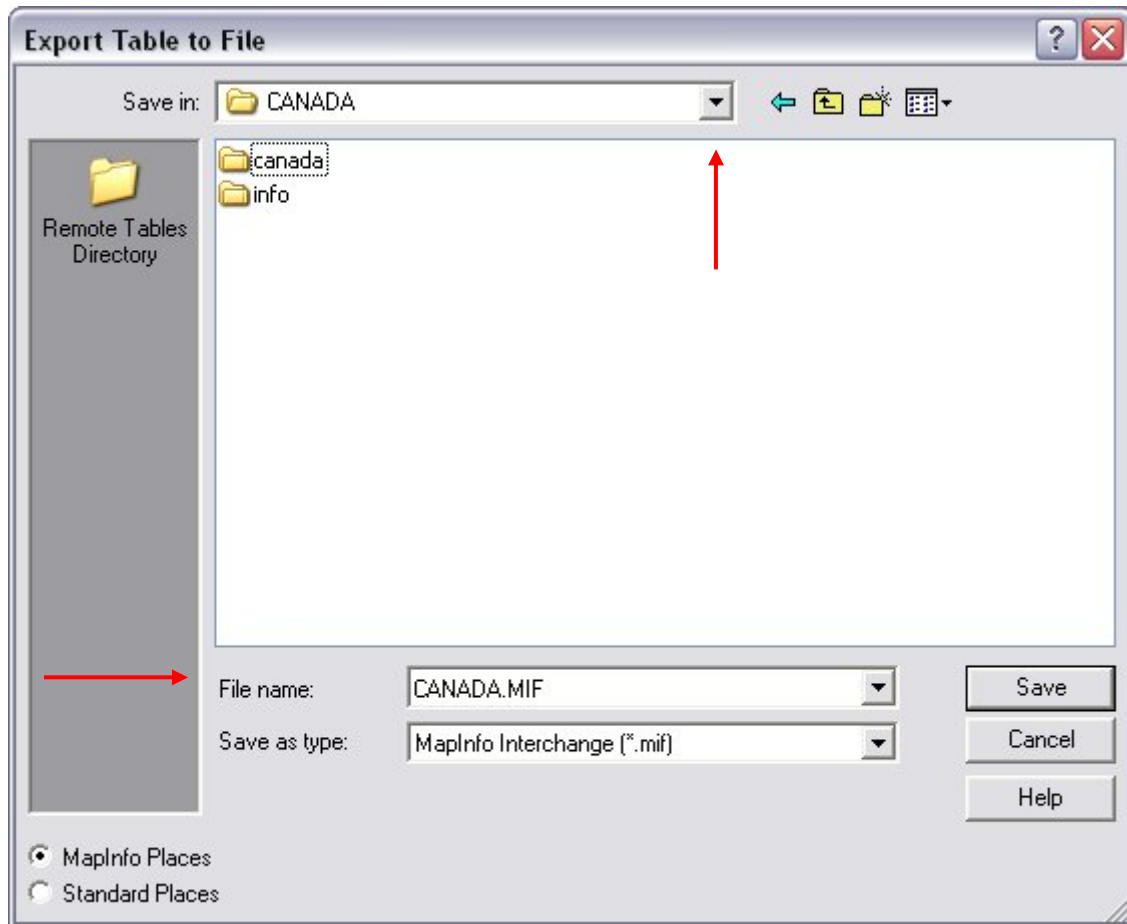 Export Table to File
Save in: CANADA
Remote Tables
Directory
canada
info
File name: CANADA.MIF Save
Save as type: MapInfo Interchange (*.mif) Cancel
Help
MapInfo Places
Standard Places